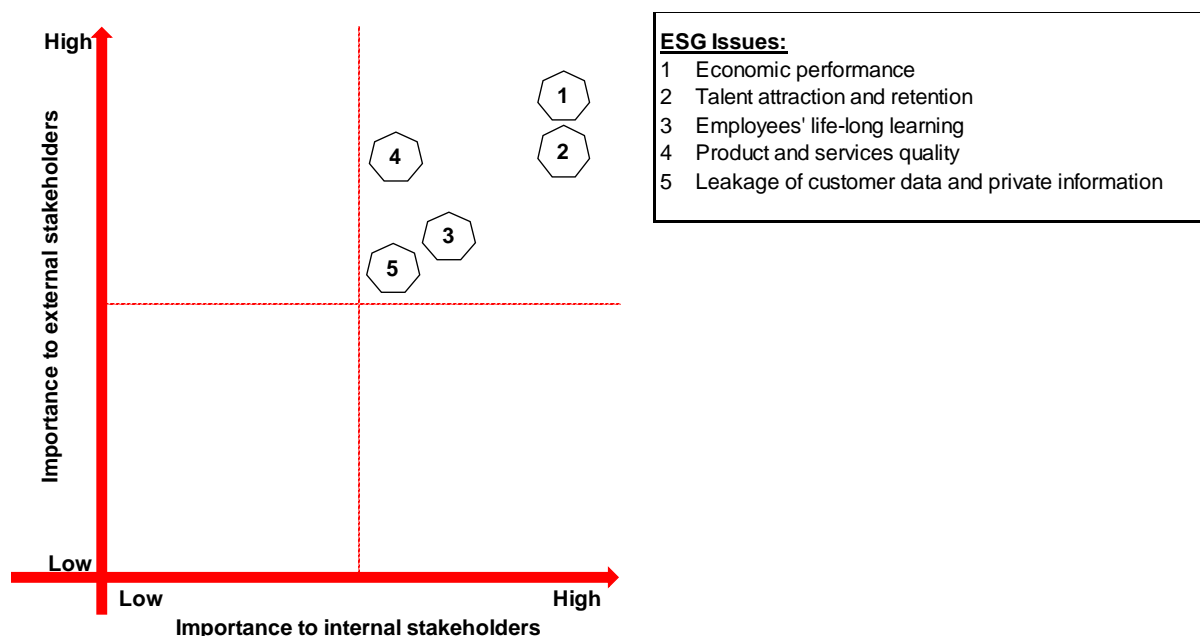 High
Importance to external stakeholders
1
2
4
3
5
Low
Low
High
Importance to internal stakeholders
ESG Issues:
1 Economic performance
2 Talent attraction and retention
3 Employees' life-long learning
4 Product and services quality
5 Leakage of customer data and private information